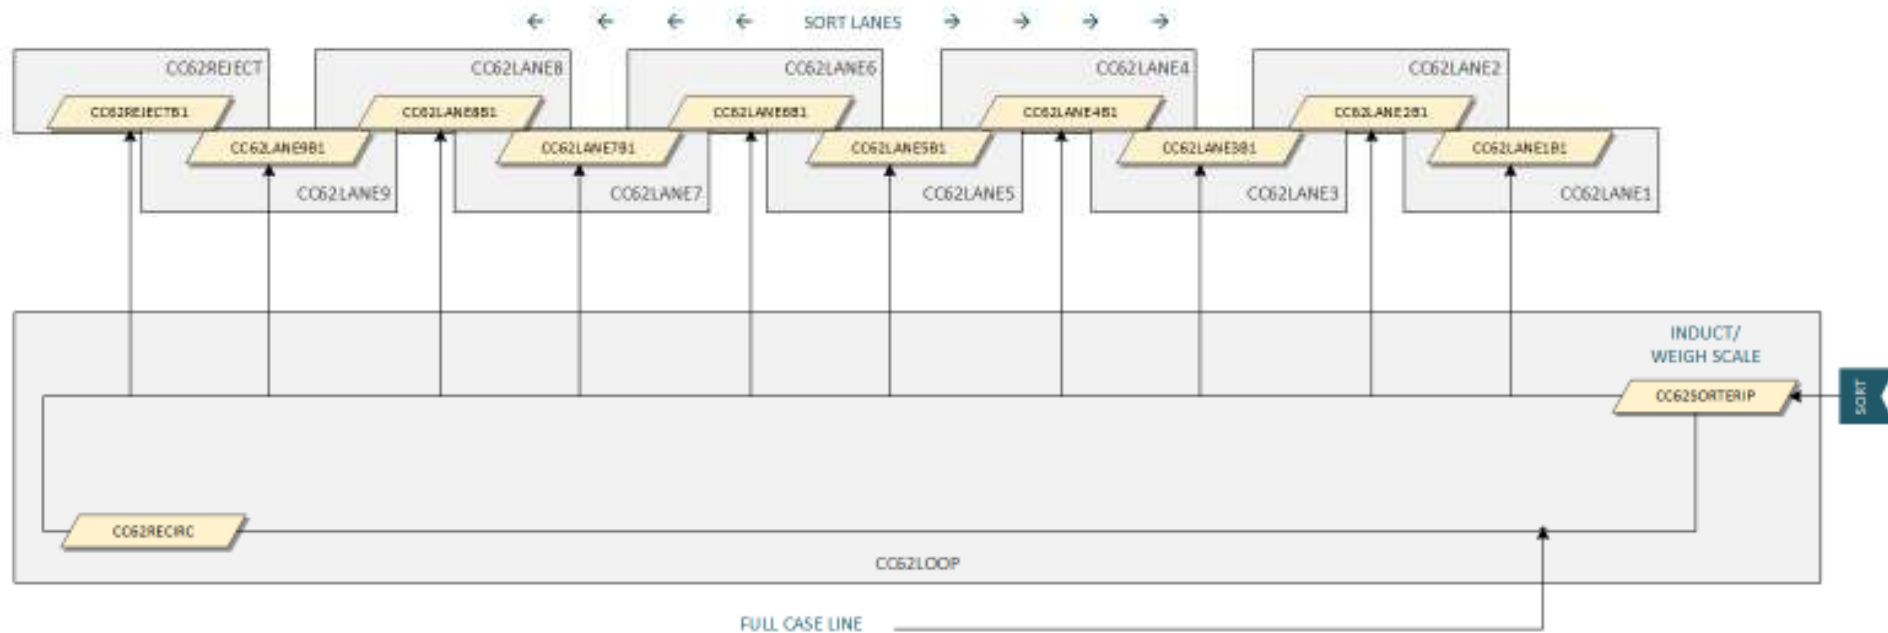 SORT LANES
CC62REJECT
CC62LANE8
CC62LANE6
CC62LANE4
CC62LANE2
CC62REJECTB1
CC62LANE8B1
CC62LANE6B1
CC62LANE4B1
CC62LANE2B1
CC62LANE9B1
CC62LANE7B1
CC62LANE5B1
CC62LANE3B1
CC62LANE1B1
CC62LANE9
CC62LANE7
CC62LANE5
CC62LANE3
CC62LANE1
INDUCT/
WEIGH SCALE
CC62SORTERIP
SORT
CC62RECIRC
CC62LOOP
FULL CASE LINE